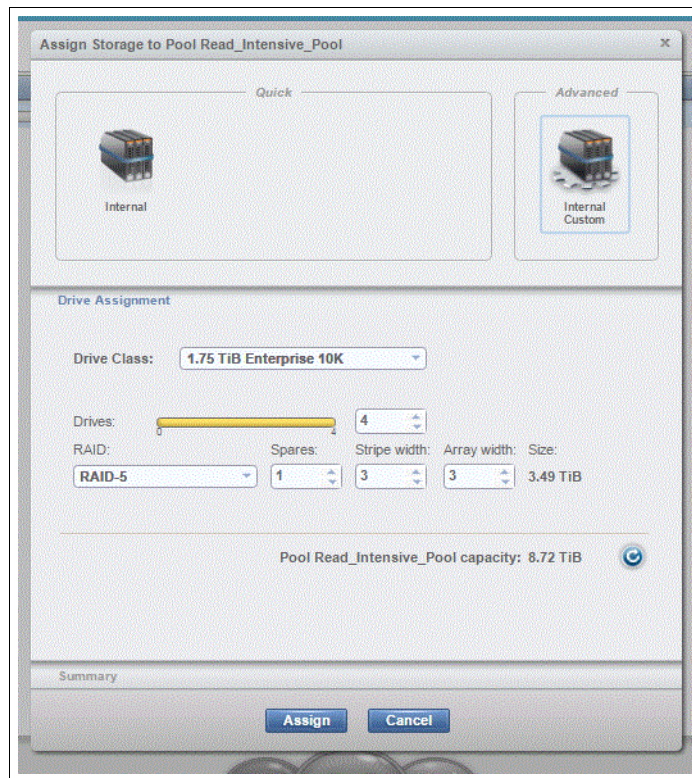 Assign Storage to Pool Read_Intensive_Pool x
Quick
Advanced
Internal
Internal
Custom
Drive Assignment
Drive Class: 1.75 TiB Enterprise 10K
Drives: 0 4 4
RAID: Spares: Stripe width: Array width: Size:
RAID-5 1 3 3 3.49 TiB
Pool Read_Intensive_Pool capacity: 8.72 TiB
Summary
Assign Cancel